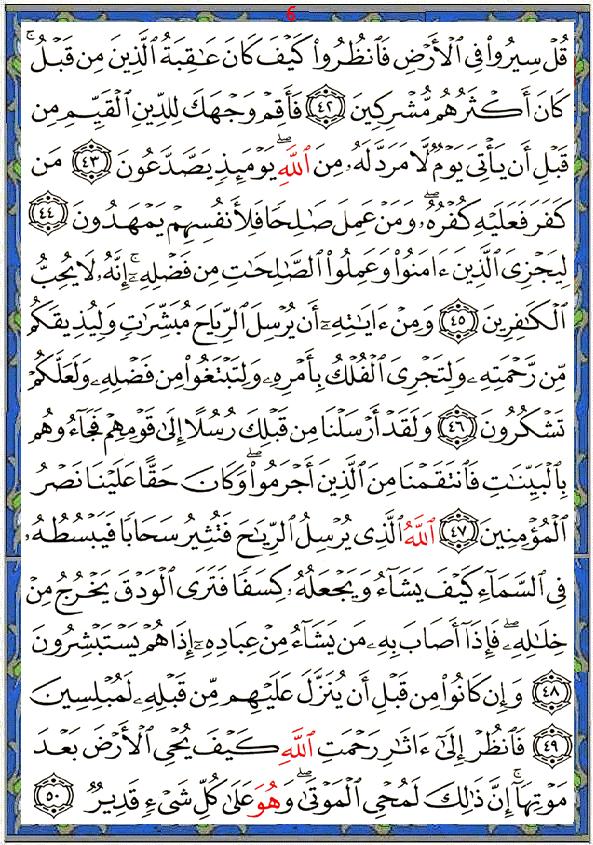 6
قُلۡ سِيرُواْ فِي ٱلۡأَرۡضِ فَٱنظُرُواْ كَيۡفَ كَانَ عَٰقِبَةُ ٱلَّذِينَ مِن قَبۡلُۚ
كَانَ أَكۡثَرُهُم مُّشۡرِكِينَ ٤٢ فَأَقِمۡ وَجۡهَكَ لِلدِّينِ ٱلۡقَيِّمِ مِن
قَبۡلِ أَن يَأۡتِيَ يَوۡمٞ لَّا مَرَدَّ لَهُۥ مِنَ ٱللَّهِۖ يَوۡمَئِذٖ يَصَّدَّعُونَ ٤٣ مَن
كَفَرَ فَعَلَيۡهِ كُفۡرُهُۥۖ وَمَنۡ عَمِلَ صَٰلِحٗا فَلِأَنفُسِهِمۡ يَمۡهَدُونَ ٤٤
لِيَجۡزِيَ ٱلَّذِينَ ءَامَنُواْ وَعَمِلُواْ ٱلصَّٰلِحَٰتِ مِن فَضۡلِهِۦٓۚ إِنَّهُۥ لَا يُحِبُّ
ٱلۡكَٰفِرِينَ ٤٥ وَمِنۡ ءَايَٰتِهِۦٓ أَن يُرۡسِلَ ٱلرِّيَاحَ مُبَشِّرَٰتٖ وَلِيُذِيقَكُم
مِّن رَّحۡمَتِهِۦ وَلِتَجۡرِيَ ٱلۡفُلۡكُ بِأَمۡرِهِۦ وَلِتَبۡتَغُواْ مِن فَضۡلِهِۦ وَلَعَلَّكُمۡ
تَشۡكُرُونَ ٤٦ وَلَقَدۡ أَرۡسَلۡنَا مِن قَبۡلِكَ رُسُلًا إِلَىٰ قَوۡمِهِمۡ فَجَآءُوهُم
بِٱلۡبَيِّنَٰتِ فَٱنتَقَمۡنَا مِنَ ٱلَّذِينَ أَجۡرَمُواْۖ وَكَانَ حَقًّا عَلَيۡنَا نَصۡرُ
ٱلۡمُؤۡمِنِينَ ٤٧ ٱللَّهُ ٱلَّذِي يُرۡسِلُ ٱلرِّيَٰحَ فَتُثِيرُ سَحَابٗا فَيَبۡسُطُهُۥ
فِي ٱلسَّمَآءِ كَيۡفَ يَشَآءُ وَيَجۡعَلُهُۥ كِسَفٗا فَتَرَى ٱلۡوَدۡقَ يَخۡرُجُ مِنۡ
خِلَٰلِهِۦۖ فَإِذَآ أَصَابَ بِهِۦ مَن يَشَآءُ مِنۡ عِبَادِهِۦٓ إِذَا هُمۡ يَسۡتَبۡشِرُونَ
٤٨ وَإِن كَانُواْ مِن قَبۡلِ أَن يُنَزَّلَ عَلَيۡهِم مِّن قَبۡلِهِۦ لَمُبۡلِسِينَ
٤٩ فَٱنظُرۡ إِلَىٰٓ ءَاثَٰرِ رَحۡمَتِ ٱللَّهِ كَيۡفَ يُحۡيِ ٱلۡأَرۡضَ بَعۡدَ
مَوۡتِهَآۚ إِنَّ ذَٰلِكَ لَمُحۡيِ ٱلۡمَوۡتَىٰۖ وَهُوَ عَلَىٰ كُلِّ شَيۡءٖ قَدِيرٞ ٥٠